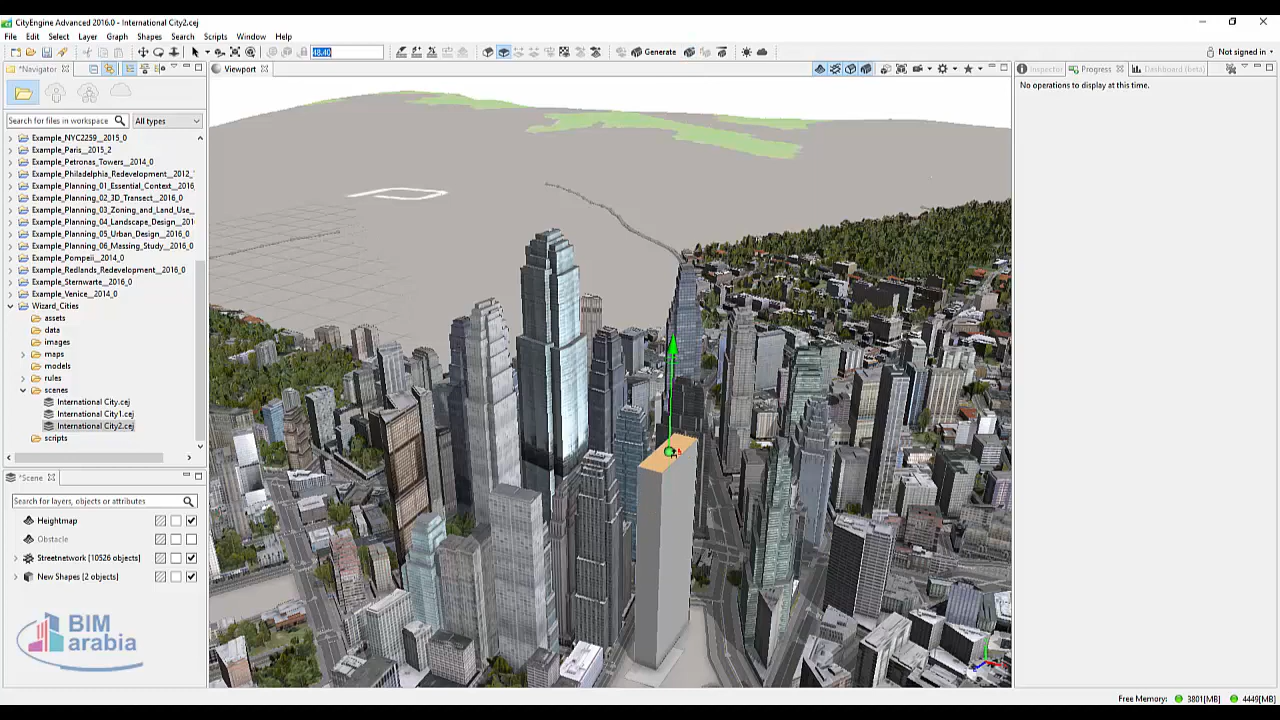 CityEngine Advanced 2016.0 - International City2.cej
File Edit Select Layer Graph Shapes Search Scripts Window Help
48.40
Generate
Not signed in
*Navigator
Viewport
Inspector
Progress
Dashboard (beta)
No operations to display at this time.
Search for files in workspace
All types
Example_NYC2259__2015_0
Example_Paris__2015_2
Example_Petronas_Towers__2014_0
Example_Philadelphia_Redevelopment__2012_
Example_Planning_01_Essential_Context__2016
Example_Planning_02_3D_Transect__2016_0
Example_Planning_03_Zoning_and_Land_Use_
Example_Planning_04_Landscape_Design__201
Example_Planning_05_Urban_Design__2016_0
Example_Planning_06_Massing_Study__2016_0
Example_Pompeii__2014_0
Example_Redlands_Redevelopment__2016_0
Example_Sternwarte__2016_0
Example_Venice__2014_0
Wizard_Cities
assets
data
images
maps
models
rules
scenes
International City.cej
International City1.cej
International City2.cej
scripts
*Scene
Search for layers, objects or attributes
Heightmap
Obstacle
Streetnetwork [10526 objects]
New Shapes [2 objects]
BIM
arabia
Free Memory: 3801[MB] 4449[MB]